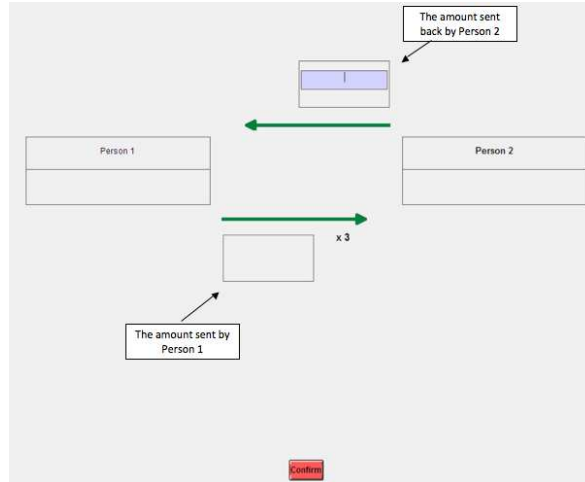 The amount sent
back by Person 2
Person 1
Person 2
x 3
The amount sent by
Person 1
Confirm